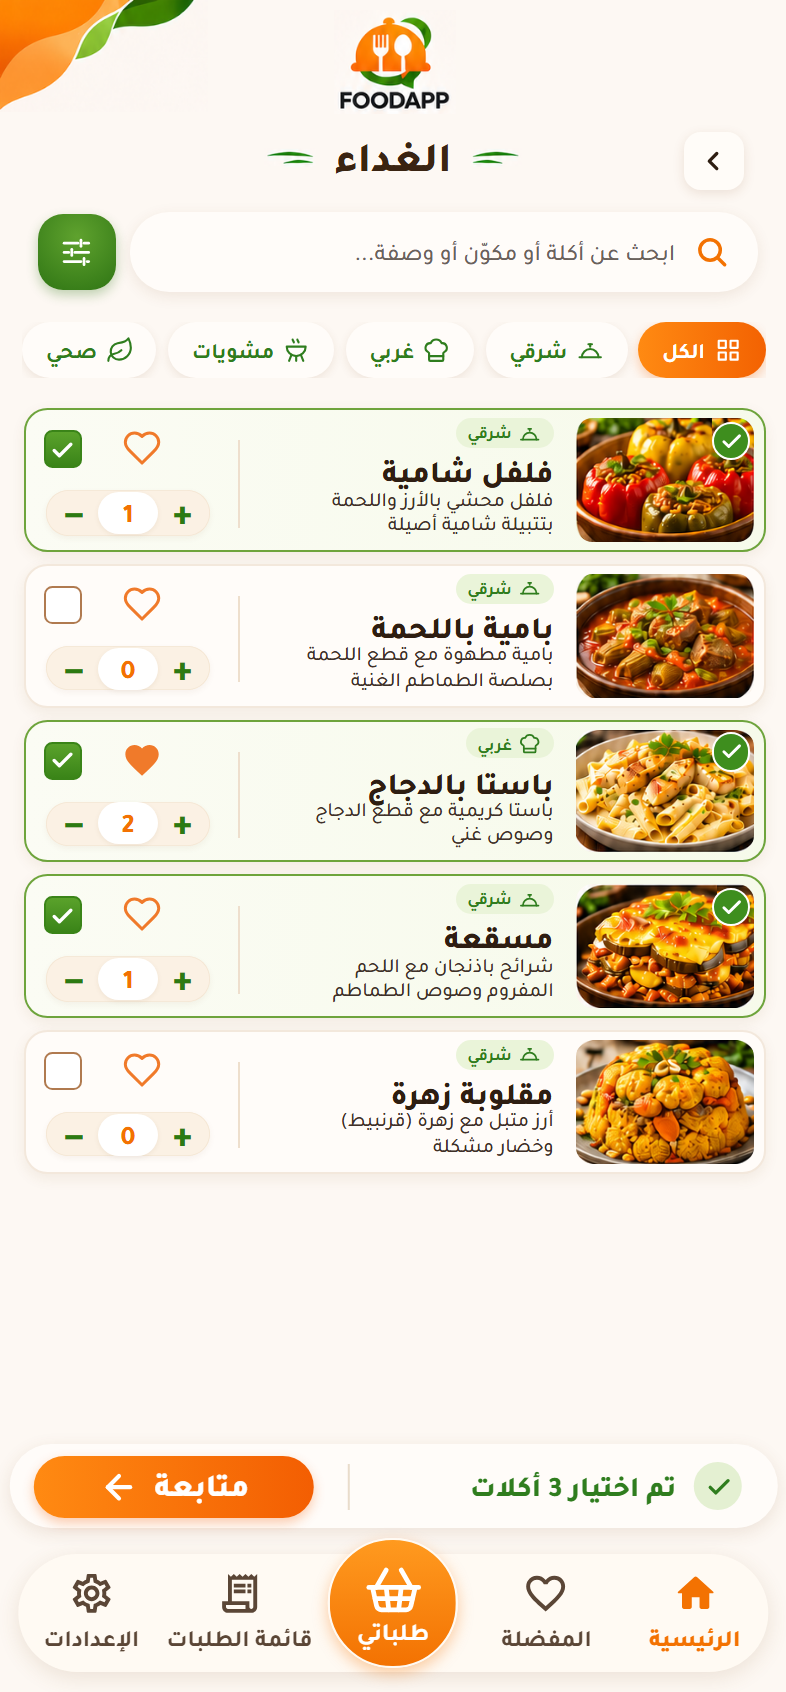 FOODAPP
الغداء
ابحث عن أكلة أو مكوّن أو وصفة...
الكل
شرقي
غربي
مشويات
صحي
شرقي
فلفل شامية
فلفل محشي بالأرز واللحمة
بتتبيلة شامية أصيلة
+ 1 −
شرقي
بامية باللحمة
بامية مطهوة مع قطع اللحمة
بصلصة الطماطم الغنية
+ 0 −
غربي
باستا بالدجاج
باستا كريمية مع قطع الدجاج
وصوص غني
+ 2 −
شرقي
مسقعة
شرائح باذنجان مع اللحم
المفروم وصوص الطماطم
+ 1 −
شرقي
مقلوبة زهرة
أرز متبل مع زهرة (قرنبيط)
وخضار مشكلة
+ 0 −
تم اختيار 3 أكلات
متابعة
الرئيسية
المفضلة
طلباتي
قائمة الطلبات
الإعدادات